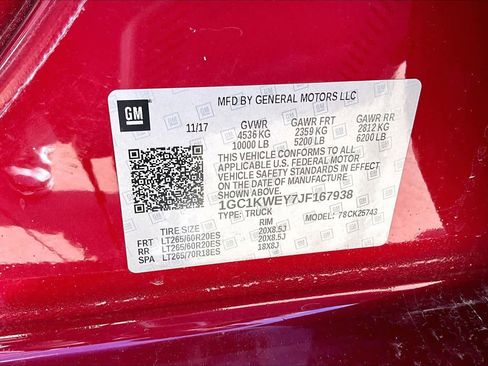 GM
MFD BY GENERAL MOTORS LLC
11/17 GVWR GAWR FRT GAWR RR
4536 KG 2359 KG 2812 KG
10000 LB 5200 LB 6200 LB
THIS VEHICLE CONFORMS TO ALL
APPLICABLE U.S. FEDERAL MOTOR
VEHICLE SAFETY STANDARDS IN EFFECT
ON THE DATE OF MANUFACTURE SHOWN ABOVE.
1GC1KWEY7JF167938
TYPE: TRUCK MODEL: 78CK25743
TIRE SIZE RIM
FRT LT265/60R20ES 20X8.5J
RR LT265/60R20ES 20X8.5J
SPA LT265/70R18ES 18X8J